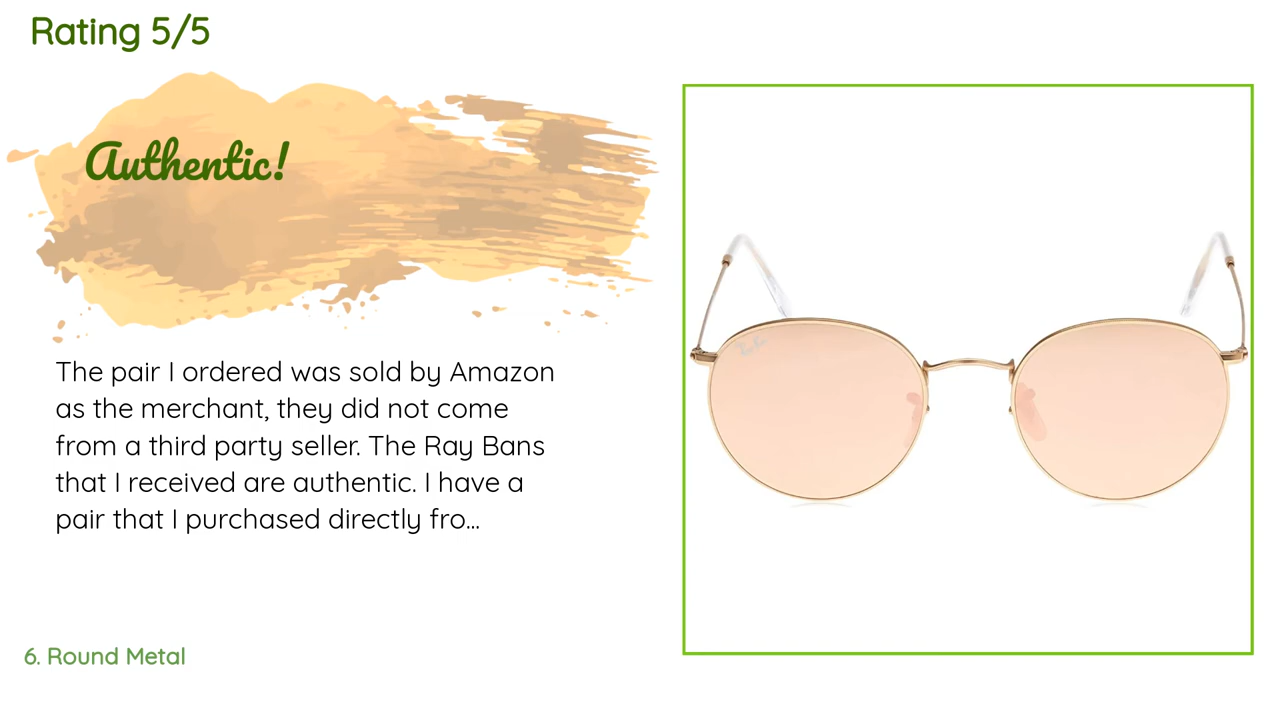 Rating 5/5
Authentic!
The pair I ordered was sold by Amazon
as the merchant, they did not come
from a third party seller. The Ray Bans
that I received are authentic. I have a
pair that I purchased directly fro...
6. Round Metal